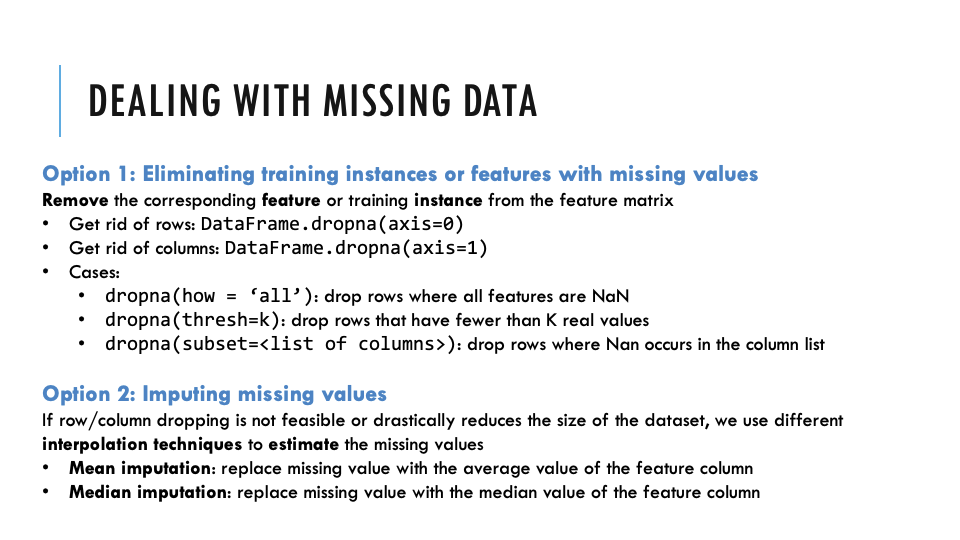 DEALING WITH MISSING DATA
Option 1: Eliminating training instances or features with missing values
Remove the corresponding feature or training instance from the feature matrix
• Get rid of rows: DataFrame.dropna(axis=0)
• Get rid of columns: DataFrame.dropna(axis=1)
• Cases:
• dropna(how = ‘all’): drop rows where all features are NaN
• dropna(thresh=k): drop rows that have fewer than K real values
• dropna(subset=<list of columns>): drop rows where Nan occurs in the column list
Option 2: Imputing missing values
If row/column dropping is not feasible or drastically reduces the size of the dataset, we use different
interpolation techniques to estimate the missing values
• Mean imputation: replace missing value with the average value of the feature column
• Median imputation: replace missing value with the median value of the feature column